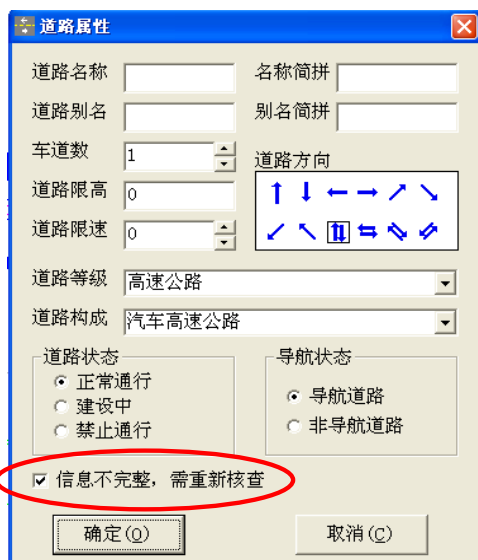 道路属性
道路名称 名称简拼
道路别名 别名简拼
车道数 1 道路方向
道路限高 0
道路限速 0
道路等级 高速公路
道路构成 汽车高速公路
道路状态 导航状态
正常通行
导航道路
建设中
非导航道路
禁止通行
信息不完整，需重新核查
确定(O) 取消(C)